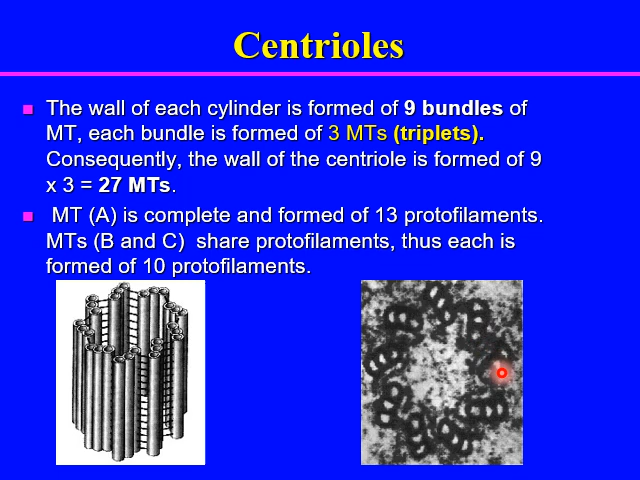 Centrioles
The wall of each cylinder is formed of 9 bundles of
MT, each bundle is formed of 3 MTs (triplets).
Consequently, the wall of the centriole is formed of 9
x 3 = 27 MTs.
MT (A) is complete and formed of 13 protofilaments.
MTs (B and C) share protofilaments, thus each is
formed of 10 protofilaments.